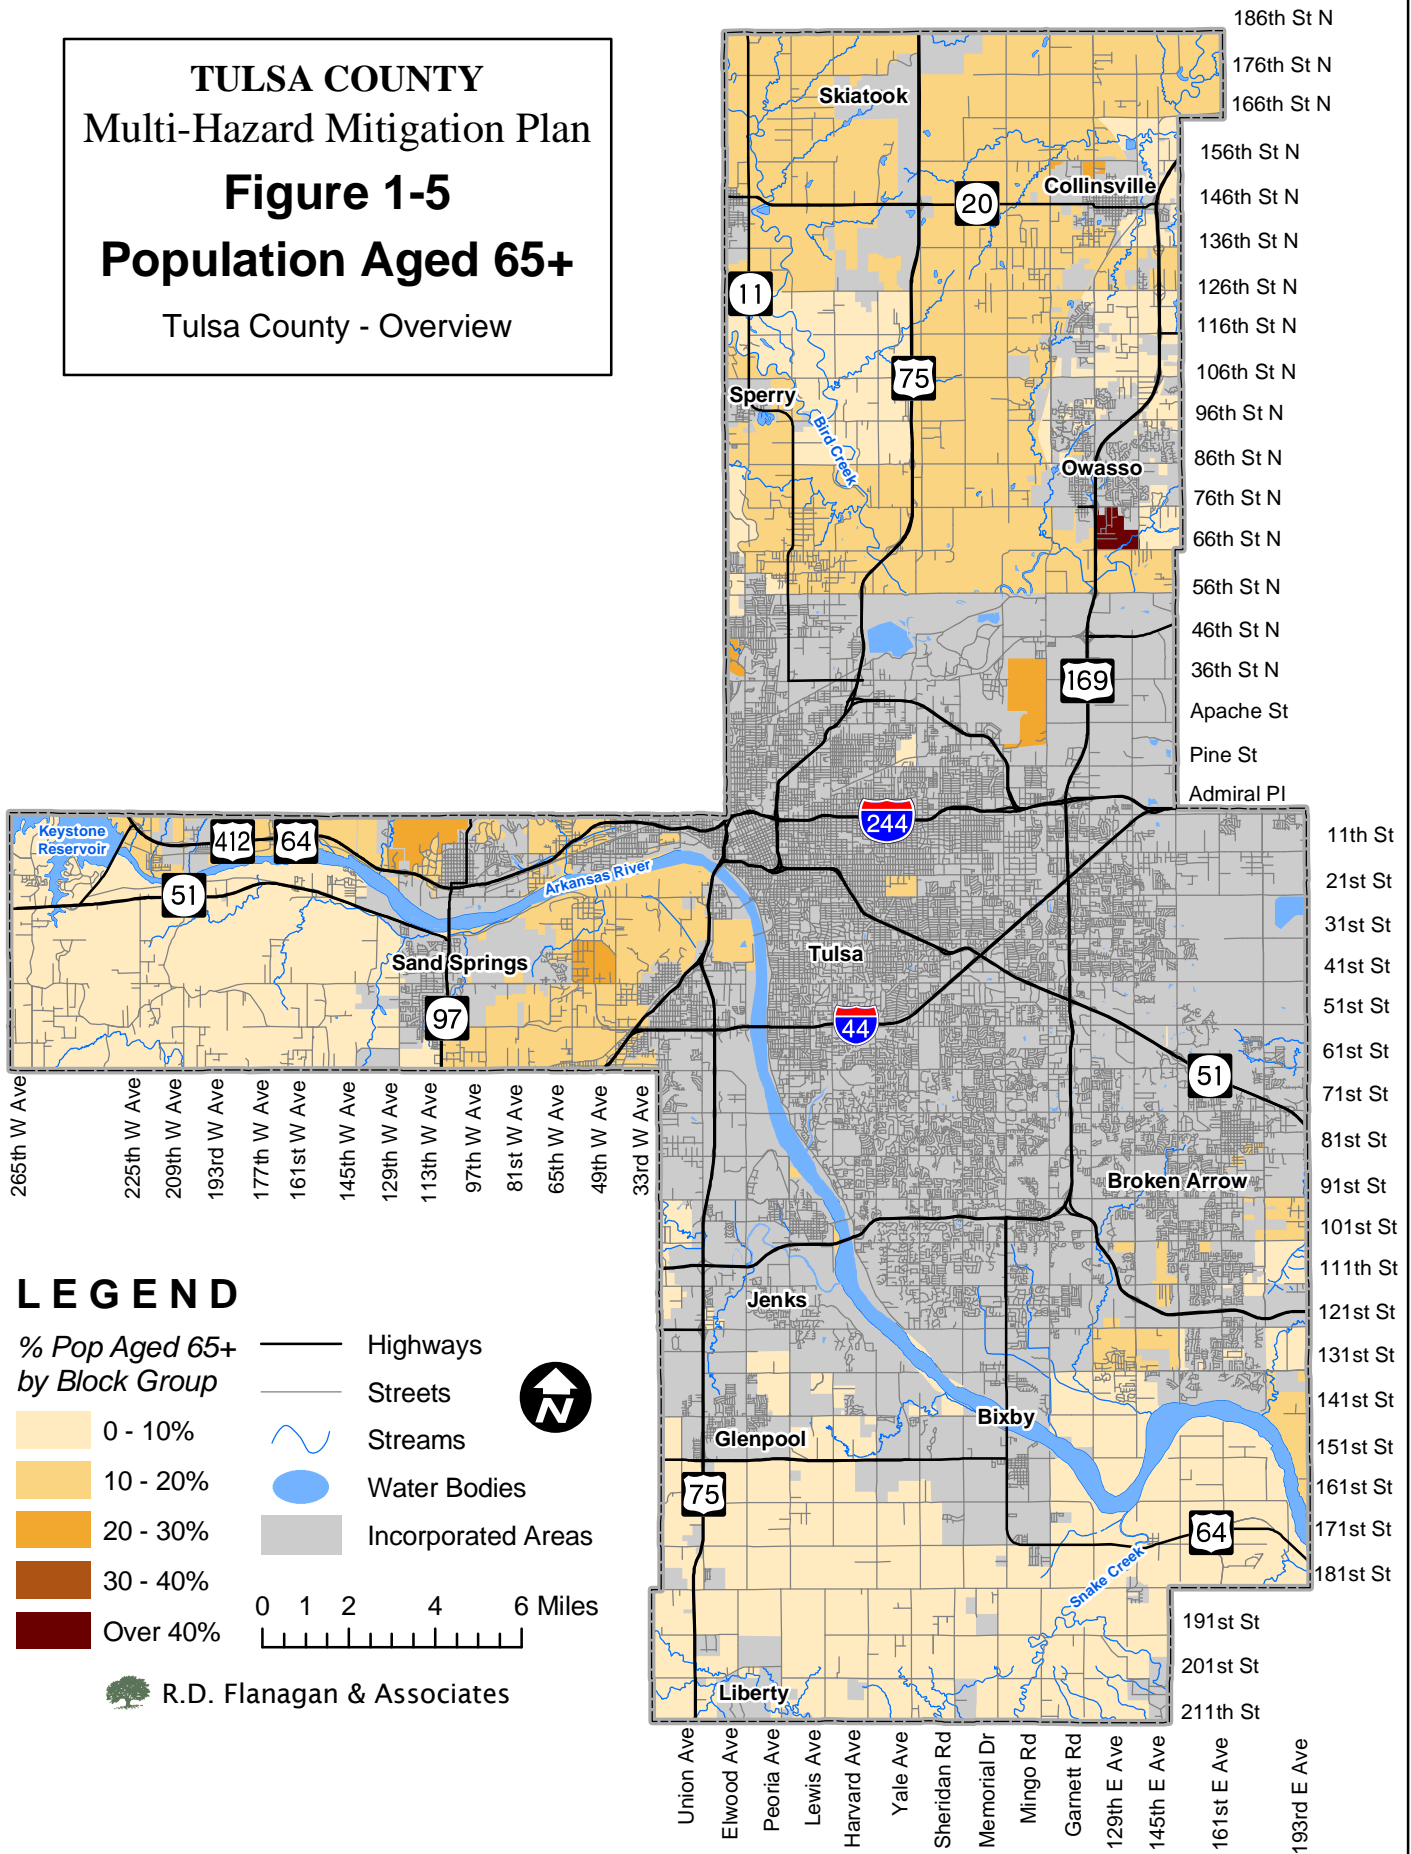 TULSA COUNTY
Multi-Hazard Mitigation Plan
Figure 1-5
Population Aged 65+
Tulsa County - Overview
186th St N
176th St N
166th St N
156th St N
146th St N
136th St N
126th St N
116th St N
106th St N
96th St N
86th St N
76th St N
66th St N
56th St N
46th St N
36th St N
Apache St
Pine St
Admiral Pl
11th St
21st St
31st St
41st St
51st St
61st St
71st St
81st St
91st St
101st St
111th St
121st St
131st St
141st St
151st St
161st St
171st St
181st St
191st St
201st St
211th St
Skiatook
Collinsville
20
11
75
Sperry
Bird Creek
Owasso
169
244
Keystone
Reservoir
412
64
51
Arkansas River
Sand Springs
97
Tulsa
44
51
Broken Arrow
Jenks
Bixby
Glenpool
75
64
Snake Creek
Liberty
265th W Ave
225th W Ave
209th W Ave
193rd W Ave
177th W Ave
161st W Ave
145th W Ave
129th W Ave
113th W Ave
97th W Ave
81st W Ave
65th W Ave
49th W Ave
33rd W Ave
LEGEND
% Pop Aged 65+
by Block Group
0 - 10%
10 - 20%
20 - 30%
30 - 40%
Over 40%
Highways
Streets
Streams
Water Bodies
Incorporated Areas
N
0 1 2 4 6 Miles
R.D. Flanagan & Associates
Union Ave
Elwood Ave
Peoria Ave
Lewis Ave
Harvard Ave
Yale Ave
Sheridan Rd
Memorial Dr
Mingo Rd
Garnett Rd
129th E Ave
145th E Ave
161st E Ave
193rd E Ave